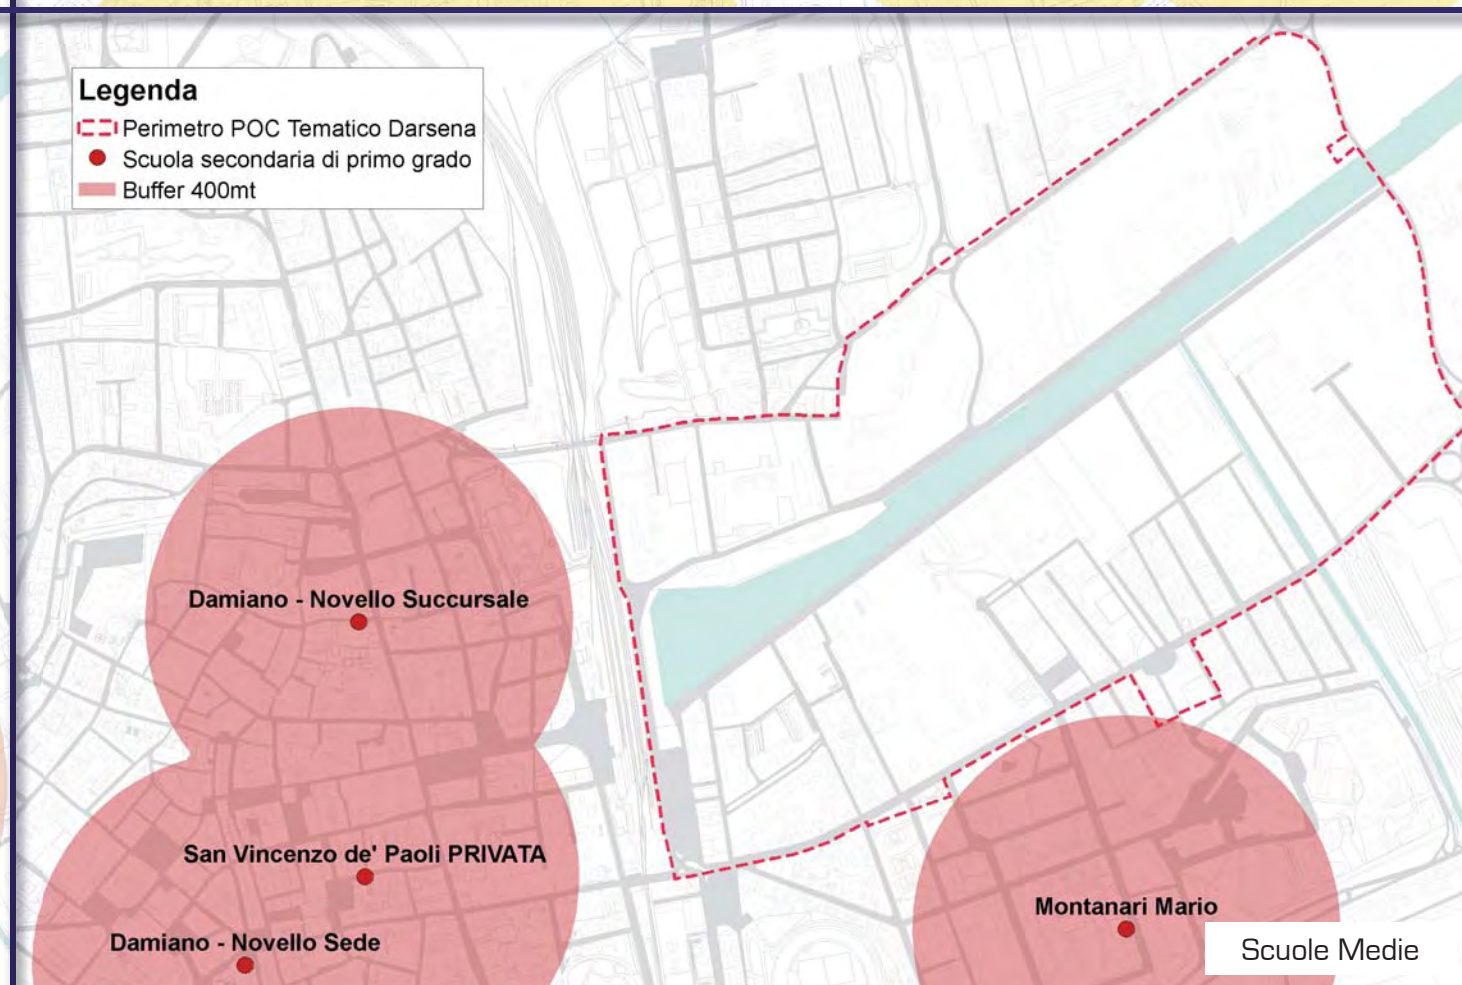 Legenda
Perimetro POC Tematico Darsena
Scuola secondaria di primo grado
Buffer 400mt
Damiano - Novello Succursale
San Vincenzo de' Paoli PRIVATA
Damiano - Novello Sede
Montanari Mario
Scuole Medie